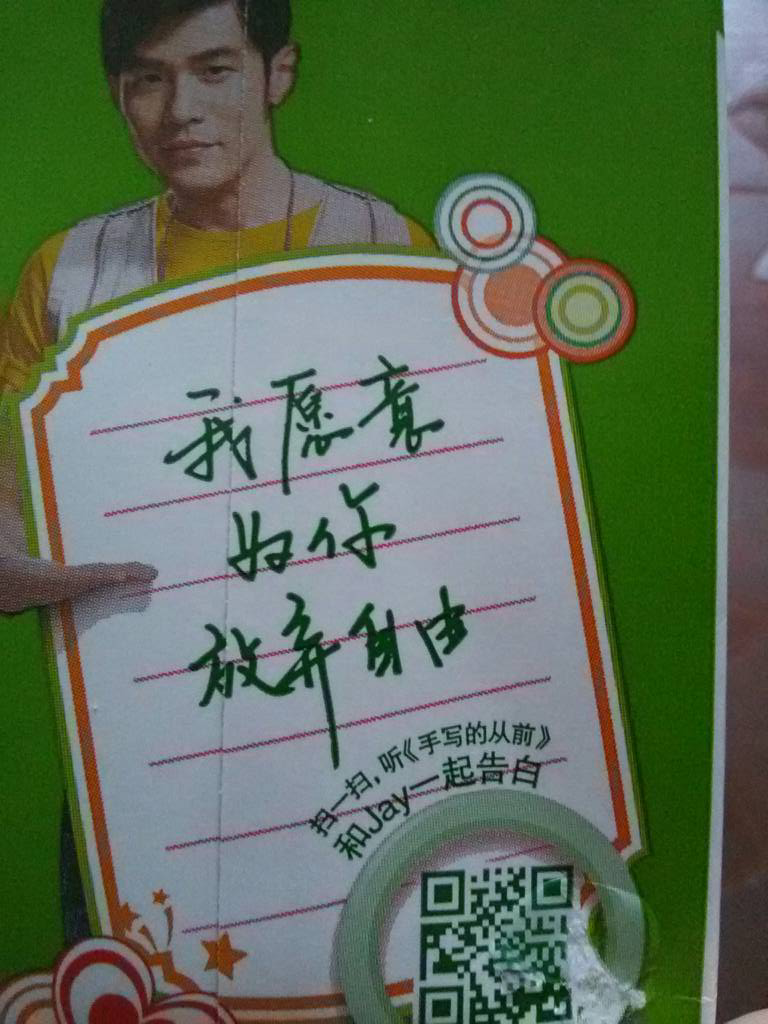 我愿意
为你
放弃自由
扫一扫，听《手写的从前》
和Jay一起告白